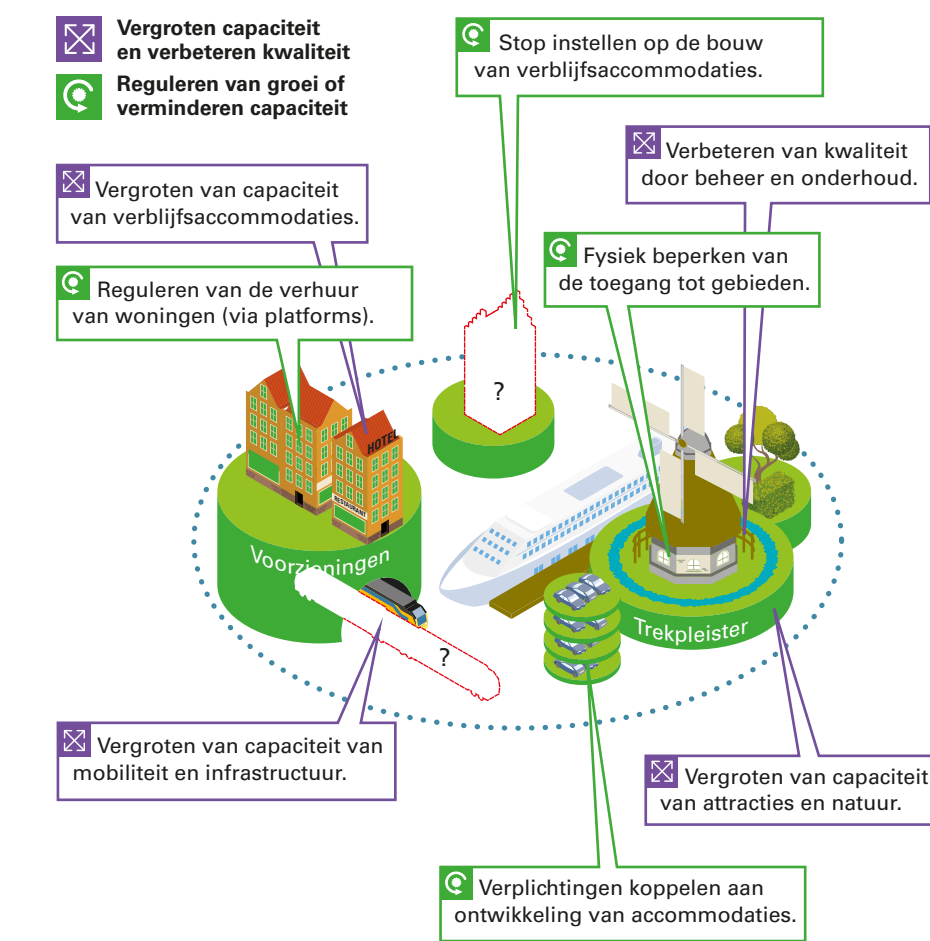 Vergroten capaciteit
en verbeteren kwaliteit
Reguleren van groei of
verminderen capaciteit
Stop instellen op de bouw
van verblijfsaccommodaties.
Verbeteren van kwaliteit
door beheer en onderhoud.
Vergroten van capaciteit
van verblijfsaccommodaties.
Fysiek beperken van
de toegang tot gebieden.
Reguleren van de verhuur
van woningen (via platforms).
?
HOTEL
RESTAURANT
Voorzieningen
Trekpleister
?
Vergroten van capaciteit van
mobiliteit en infrastructuur.
Vergroten van capaciteit
van attracties en natuur.
Verplichtingen koppelen aan
ontwikkeling van accommodaties.